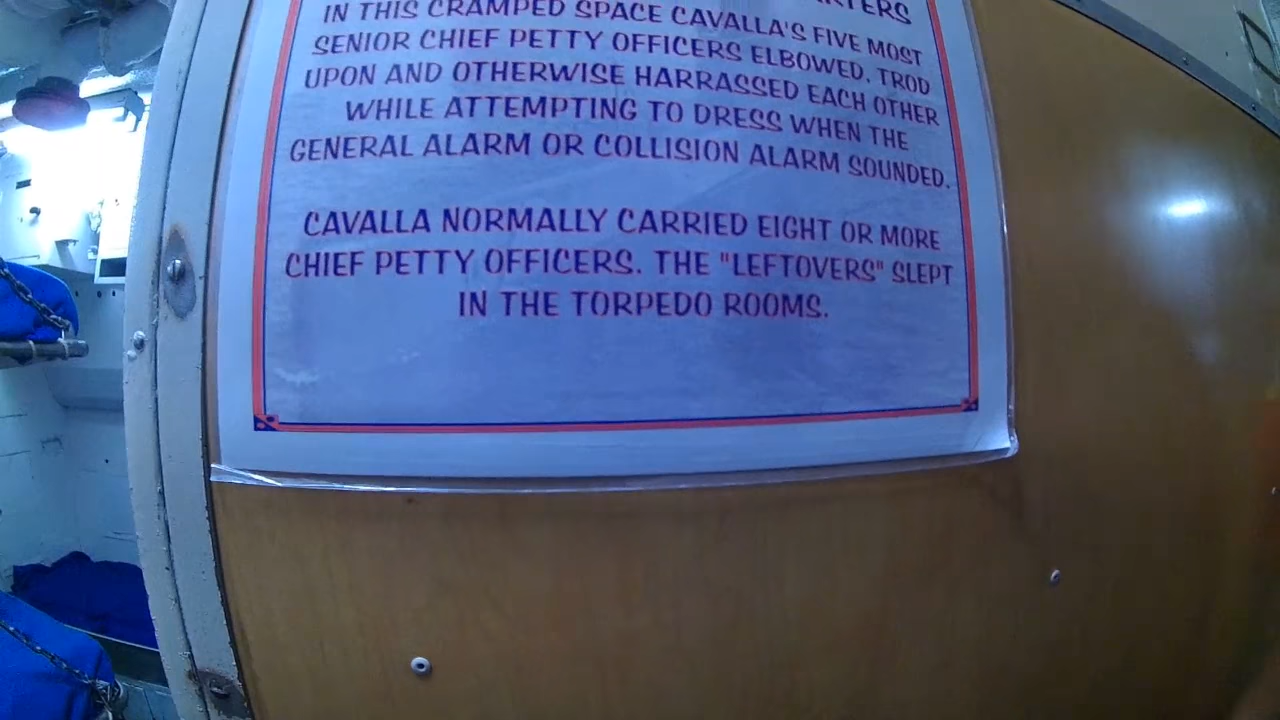 IN THIS CRAMPED SPACE CAVALLA'S FIVE MOST
SENIOR CHIEF PETTY OFFICERS ELBOWED, TROD
UPON AND OTHERWISE HARRASSED EACH OTHER
WHILE ATTEMPTING TO DRESS WHEN THE
GENERAL ALARM OR COLLISION ALARM SOUNDED.
CAVALLA NORMALLY CARRIED EIGHT OR MORE
CHIEF PETTY OFFICERS. THE "LEFTOVERS" SLEPT
IN THE TORPEDO ROOMS.